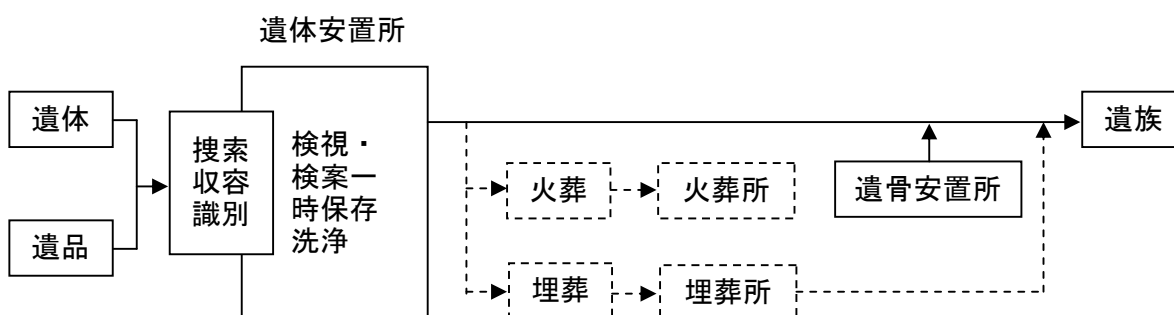 遺体安置所
遺体
遺品
捜索
収容
識別
検視・
検案一
時保存
洗浄
火葬
火葬所
埋葬
埋葬所
遺骨安置所
遺族